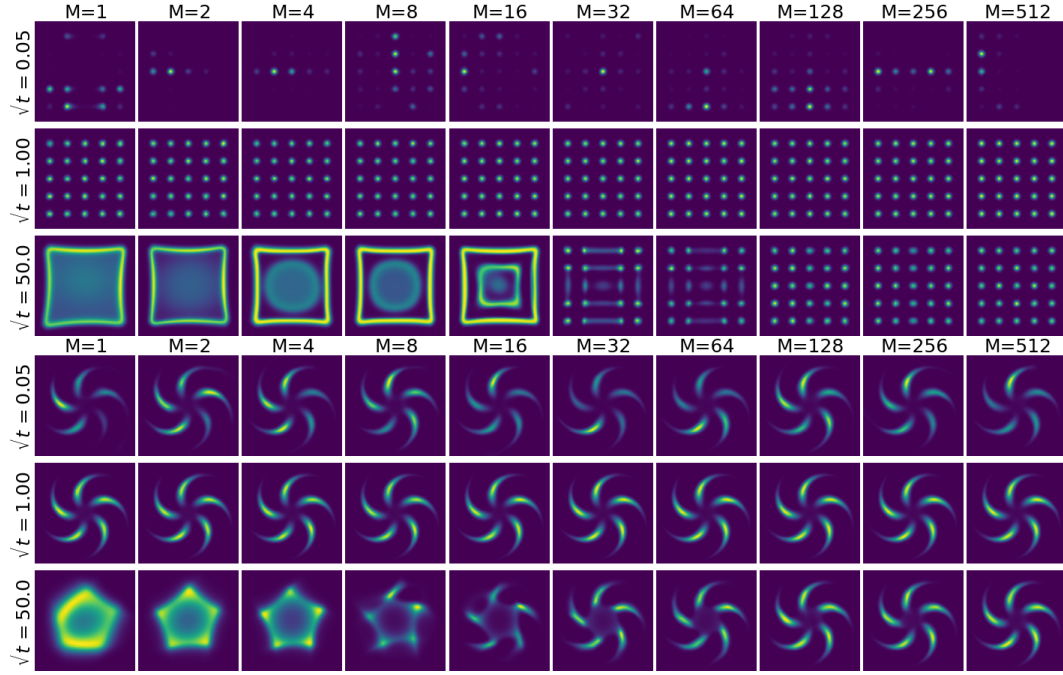 M=1 M=2 M=4 M=8 M=16 M=32 M=64 M=128 M=256 M=512
√t = 0.05
√t = 1.00
√t = 50.0
M=1 M=2 M=4 M=8 M=16 M=32 M=64 M=128 M=256 M=512
√t = 0.05
√t = 1.00
√t = 50.0